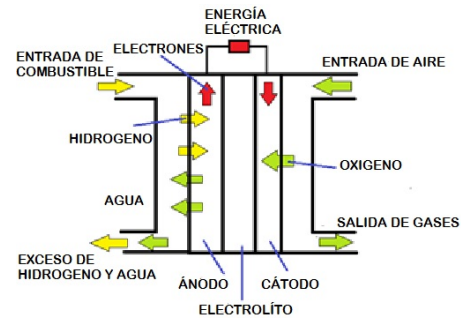 ENERGÍA
ELÉCTRICA
ELECTRONES
ENTRADA DE
COMBUSTIBLE
ENTRADA DE AIRE
HIDROGENO
OXIGENO
AGUA
SALIDA DE GASES
EXCESO DE
HIDROGENO Y AGUA
ÁNODO
CÁTODO
ELECTROLÍTO